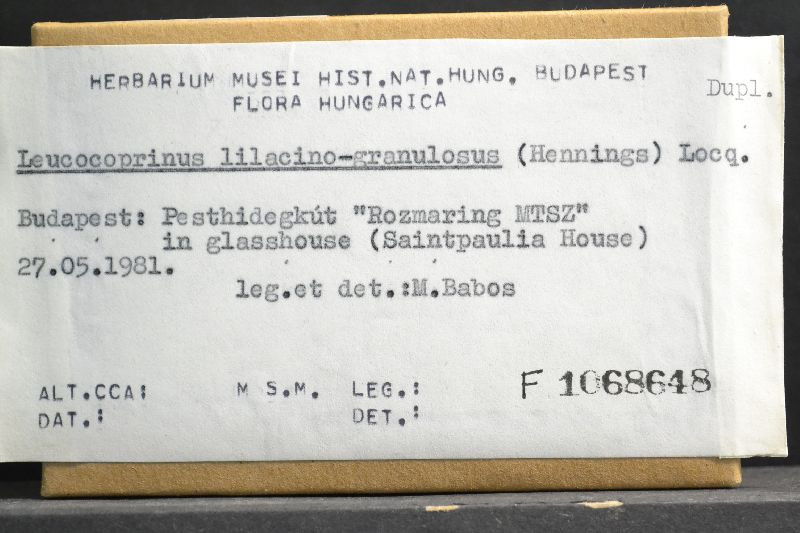 HERBARIUM MUSEI HIST.NAT.HUNG. BUDAPEST
FLORA HUNGARICA
Dupl.
Leucocoprinus lilacino-granulosus (Hennings) Locq.
Budapest: Pesthidegkút "Rozmaring MTSZ"
in glasshouse (Saintpaulia House)
27.05.1981.
leg.et det.:M.Babos
ALT.CCA: M S.M. LEG.: F 1068648
DAT.: DET.: